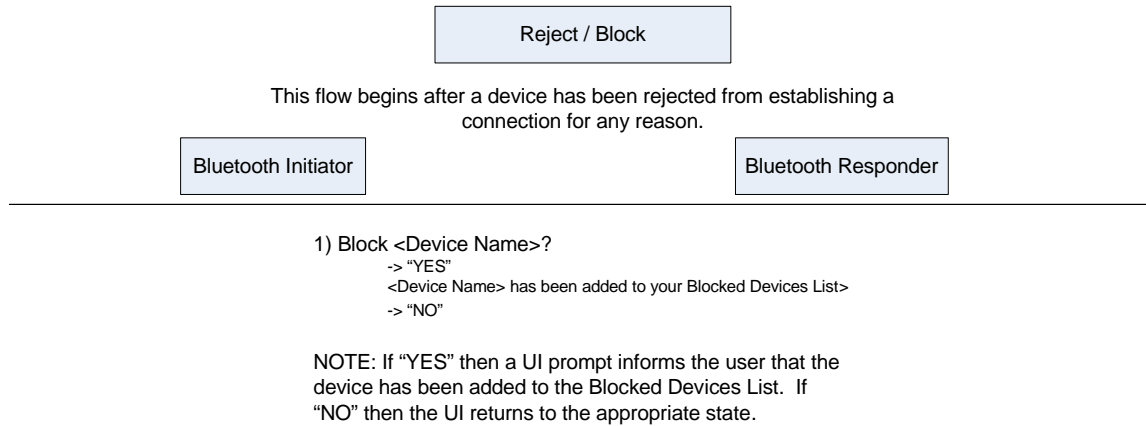 Reject / Block
This flow begins after a device has been rejected from establishing a
connection for any reason.
Bluetooth Initiator
Bluetooth Responder
1) Block <Device Name>?
-> “YES”
<Device Name> has been added to your Blocked Devices List>
-> “NO”
NOTE: If “YES” then a UI prompt informs the user that the
device has been added to the Blocked Devices List.  If
“NO” then the UI returns to the appropriate state.